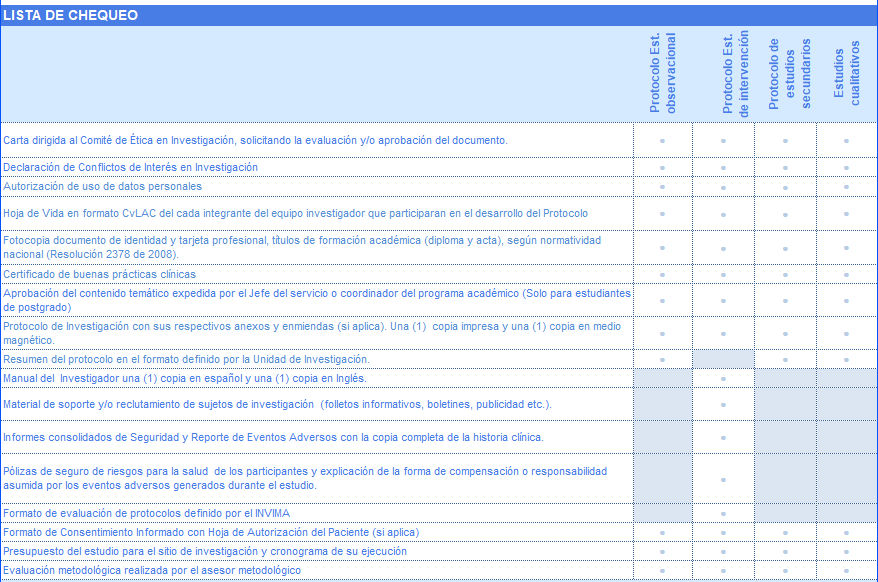 LISTA DE CHEQUEO
Protocolo Est.
observacional
Protocolo Est.
de intervención
Protocolo de
estudios
secundarios
Estudios
cualitativos
Carta dirigida al Comité de Ética en Investigación, solicitando la evaluación y/o aprobación del documento.
Declaración de Conflictos de Interés en Investigación
Autorización de uso de datos personales
Hoja de Vida en formato CvLAC del cada integrante del equipo investigador que participaran en el desarrollo del Protocolo
Fotocopia documento de identidad y tarjeta profesional, títulos de formación académica (diploma y acta), según normatividad
nacional (Resolución 2378 de 2008).
Certificado de buenas prácticas clínicas
Aprobación del contenido temático expedida por el Jefe del servicio o coordinador del programa académico (Solo para estudiantes
de postgrado)
Protocolo de Investigación con sus respectivos anexos y enmiendas (si aplica). Una (1) copia impresa y una (1) copia en medio
magnético.
Resumen del protocolo en el formato definido por la Unidad de Investigación.
Manual del Investigador una (1) copia en español y una (1) copia en Inglés.
Material de soporte y/o reclutamiento de sujetos de investigación (folletos informativos, boletines, publicidad etc.).
Informes consolidados de Seguridad y Reporte de Eventos Adversos con la copia completa de la historia clínica.
Pólizas de seguro de riesgos para la salud de los participantes y explicación de la forma de compensación o responsabilidad
asumida por los eventos adversos generados durante el estudio.
Formato de evaluación de protocolos definido por el INVIMA
Formato de Consentimiento Informado con Hoja de Autorización del Paciente (si aplica)
Presupuesto del estudio para el sitio de investigación y cronograma de su ejecución
Evaluación metodológica realizada por el asesor metodológico